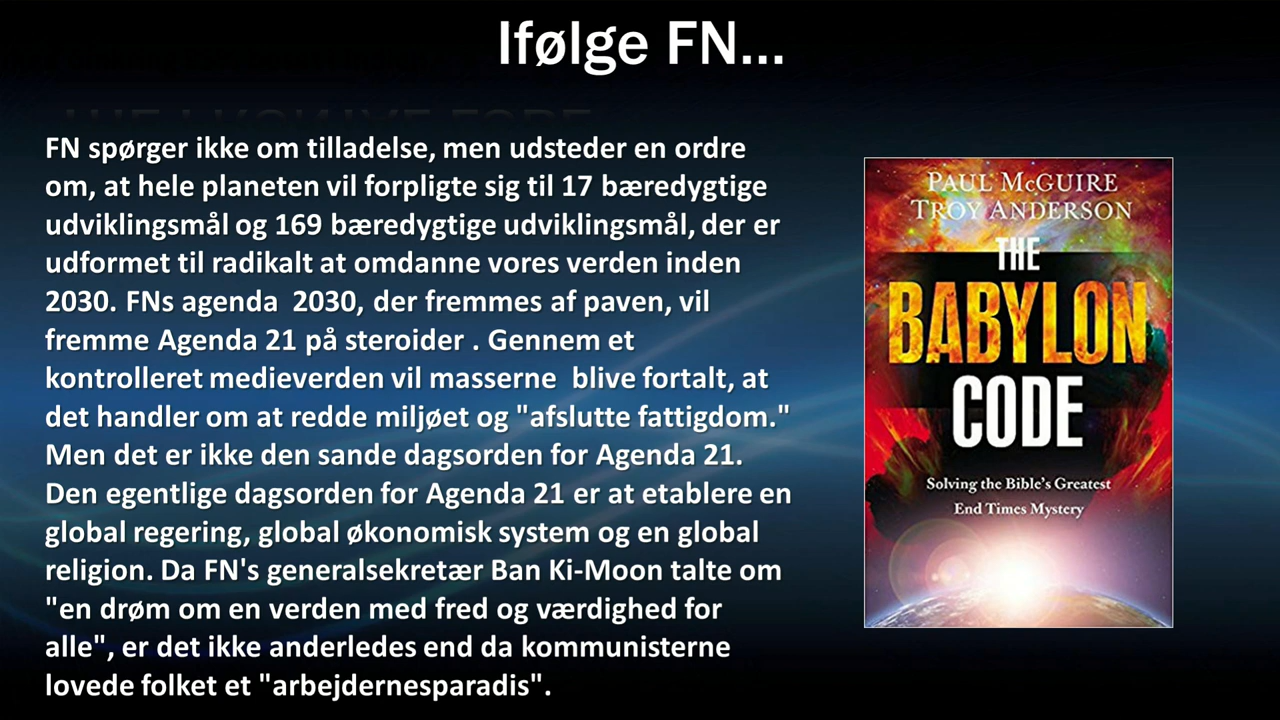 Ifølge FN...
FN spørger ikke om tilladelse, men udsteder en ordre
om, at hele planeten vil forpligte sig til 17 bæredygtige
udviklingsmål og 169 bæredygtige udviklingsmål, der er
udformet til radikalt at omdanne vores verden inden
2030. FNs agenda  2030, der fremmes af paven, vil
fremme Agenda 21 på steroider . Gennem et
kontrolleret medieverden vil masserne  blive fortalt, at
det handler om at redde miljøet og "afslutte fattigdom."
Men det er ikke den sande dagsorden for Agenda 21.
Den egentlige dagsorden for Agenda 21 er at etablere en
global regering, global økonomisk system og en global
religion. Da FN's generalsekretær Ban Ki-Moon talte om
"en drøm om en verden med fred og værdighed for
alle", er det ikke anderledes end da kommunisterne
lovede folket et "arbejdernesparadis".
PAUL McGUIRE
TROY ANDERSON
THE
BABYLON
CODE
Solving the Bible's Greatest
End Times Mystery